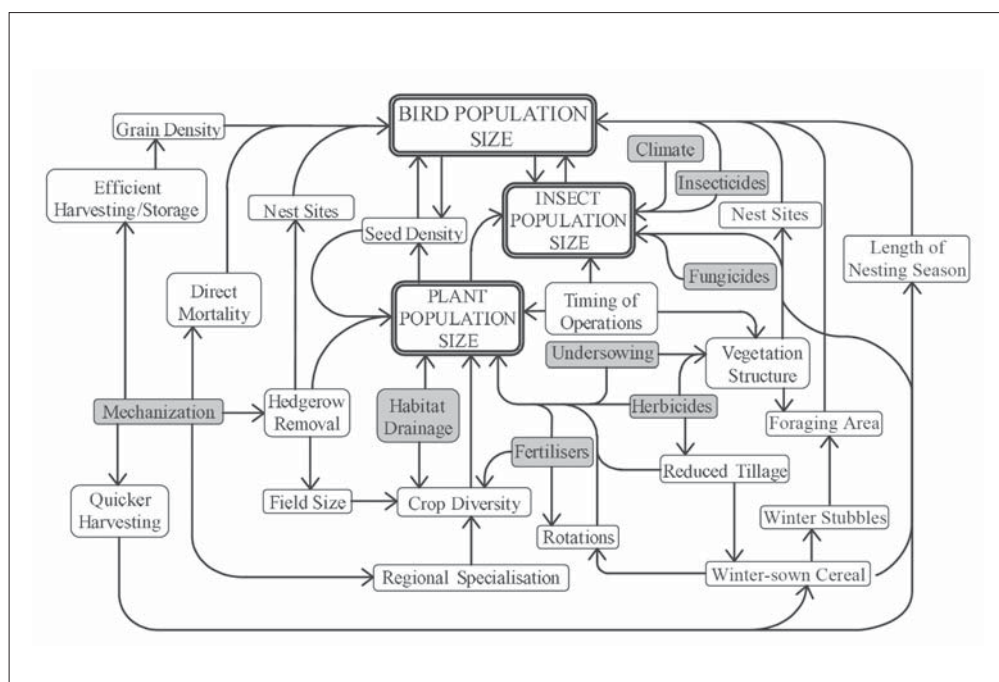 BIRD POPULATION
SIZE
Grain Density
Climate
Efficient
Harvesting/Storage
Insecticides
INSECT
POPULATION
SIZE
Nest Sites
Nest Sites
Seed Density
Length of
Nesting Season
Fungicides
Direct
Mortality
PLANT
POPULATION
SIZE
Timing of
Operations
Undersowing
Vegetation
Structure
Mechanization
Hedgerow
Removal
Habitat
Drainage
Herbicides
Foraging Area
Fertilisers
Reduced Tillage
Quicker
Harvesting
Field Size
Crop Diversity
Winter Stubbles
Rotations
Regional Specialisation
Winter-sown Cereal